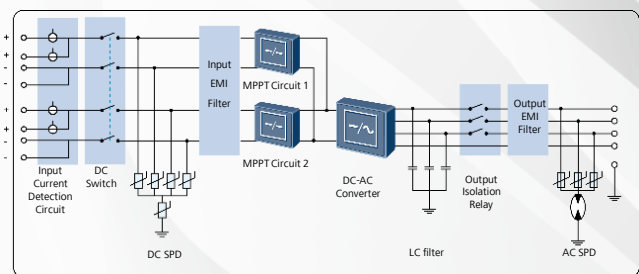 +
+
-
-
+
+
-
-
Input
Current
Detection
Circuit
DC
Switch
DC SPD
Input
EMI
Filter
MPPT Circuit 1
MPPT Circuit 2
DC-AC
Converter
LC filter
Output
Isolation
Relay
Output
EMI
Filter
AC SPD